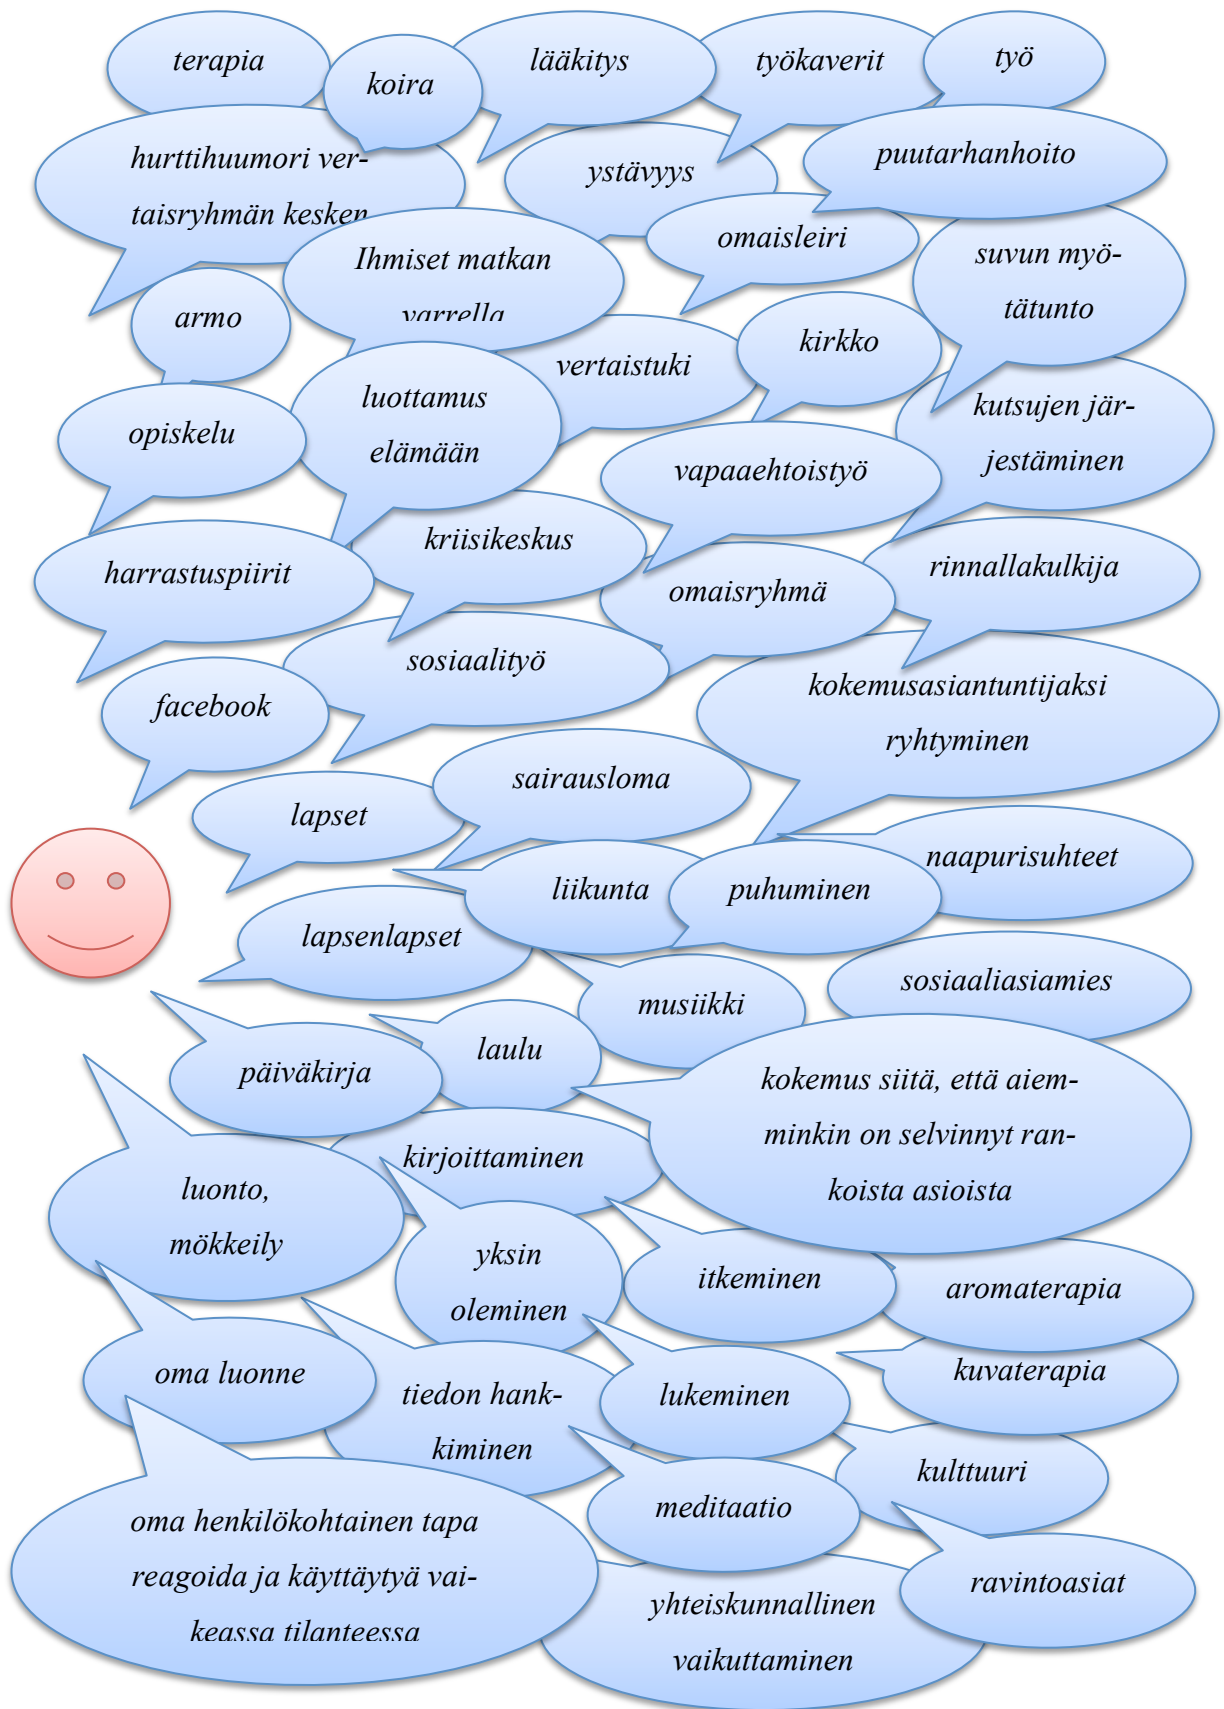 terapia
koira
lääkitys
työkaverit
työ
hurttihuumori ver-
taisryhmän kesken
ystävyys
puutarhanhoito
omaisleiri
suvun myö-
tätunto
Ihmiset matkan
varrella
armo
vertaistuki
kirkko
luottamus
elämään
opiskelu
kutsujen jär-
jestäminen
vapaaehtoistyö
kriisikeskus
harrastuspiirit
omaisryhmä
rinnallakulkija
sosiaalityö
facebook
kokemusasiantuntijaksi
ryhtyminen
sairausloma
lapset
liikunta
puhuminen
naapurisuhteet
lapsenlapset
musiikki
sosiaaliasiamies
päiväkirja
laulu
kokemus siitä, että aiem-
minkin on selvinnyt ran-
koista asioista
kirjoittaminen
luonto,
mökkeily
yksin
oleminen
itkeminen
aromaterapia
oma luonne
tiedon hank-
kiminen
lukeminen
kuvaterapia
kulttuuri
meditaatio
oma henkilökohtainen tapa
reagoida ja käyttäytyä vai-
keassa tilanteessa
ravintoasiat
yhteiskunnallinen
vaikuttaminen